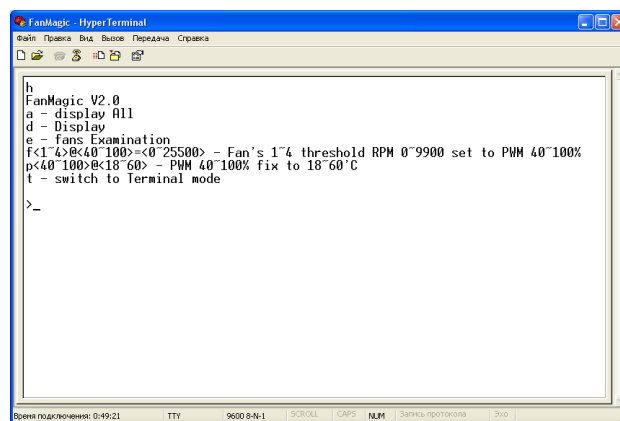 FanMagic - HyperTerminal
Файл Правка Вид Вызов Передача Справка
h
FanMagic V2.0
a - display All
d - Display
e - fans Examination
f<1~4>@<40~100>=<0~25500> - Fan's 1~4 threshold RPM 0~9900 set to PWM 40~100%
p<40~100>@<18~60> - PWM 40~100% fix to 18~60'C
t - switch to Terminal mode
>_
Время подключения: 0:49:21 TTY 9600 8-N-1 SCROLL CAPS NUM Запись протокола Эхо